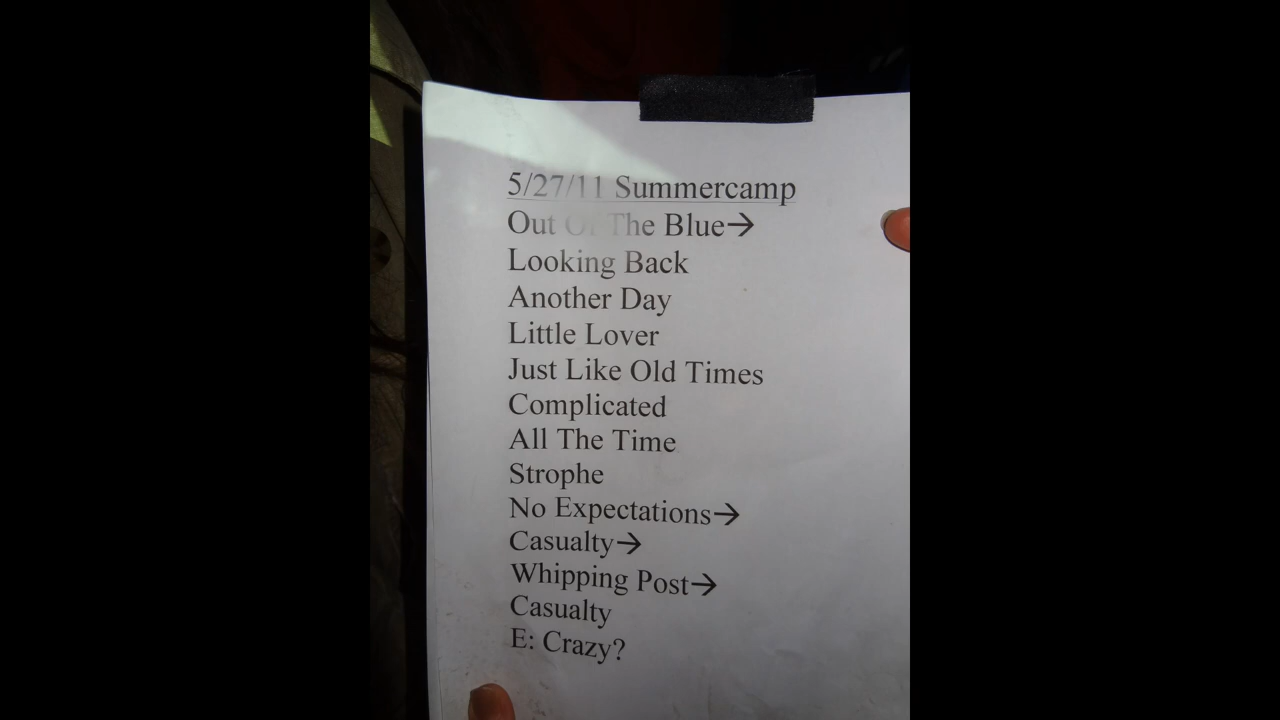 5/27/11 Summercamp
Out Of The Blue→
Looking Back
Another Day
Little Lover
Just Like Old Times
Complicated
All The Time
Strophe
No Expectations→
Casualty→
Whipping Post→
Casualty
E: Crazy?